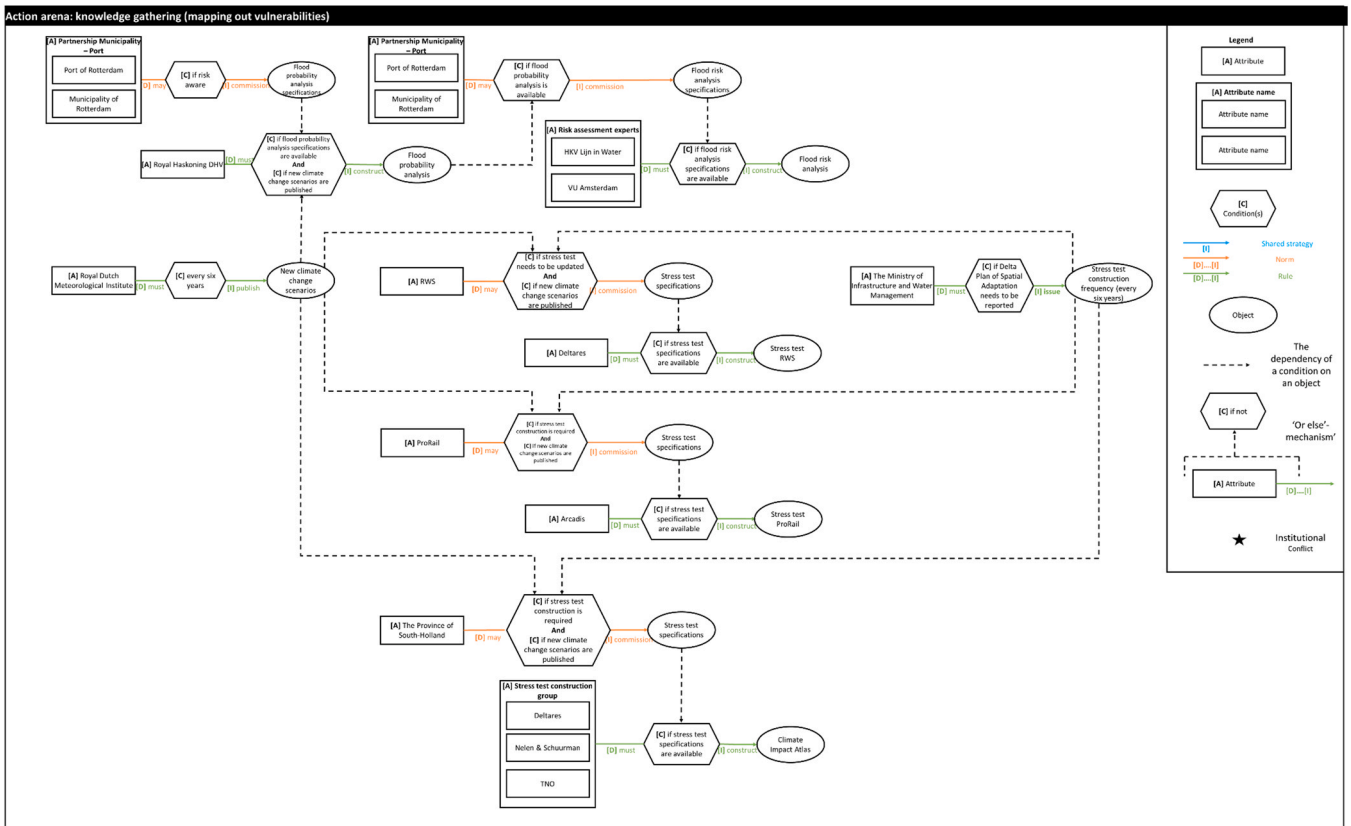 Action arena: knowledge gathering (mapping out vulnerabilities)
[A] Partnership Municipality
– Port
Port of Rotterdam
Municipality of
Rotterdam
[D] may
[C] if risk
aware
[I] commission
Flood
probability
analysis
specifications
[A] Partnership Municipality
– Port
Port of Rotterdam
Municipality of
Rotterdam
[D] may
[C] if flood
probability
analysis is
available
[I] commission
Flood risk
analysis
specifications
[A] Royal Haskoning DHV
[D] must
[C] if flood probability
analysis specifications
are available
And
[C] if new climate
change scenarios are
published
[I] construct
Flood
probability
analysis
[A] Risk assessment experts
HKV Lijn in Water
VU Amsterdam
[D] must
[C] if flood risk
analysis
specifications
are available
[I] construct
Flood risk
analysis
[A] Royal Dutch
Meteorological Institute
[D] must
[C] every six
years
[I] publish
New climate
change
scenarios
[A] RWS
[D] may
[C] if stress test
needs to be updated
And
[C] if new climate
change scenarios
are published
[I] commission
Stress test
specifications
[A] The Ministry of
Infrastructure and Water
Management
[D] must
[C] if Delta
Plan of Spatial
Adaptation
needs to be
reported
[I] issue
Stress test
construction
frequency (every
six years)
[A] Deltares
[D] must
[C] if stress test
specifications
are available
[I] construct
Stress test
RWS
[A] ProRail
[D] may
[C] if stress test
construction is required
And
[C] if new climate
change scenarios are
published
[I] commission
Stress test
specifications
[A] Arcadis
[D] must
[C] if stress test
specifications
are available
[I] construct
Stress test
ProRail
[A] The Province of
South-Holland
[D] may
[C] if stress test
construction is
required
And
[C] if new climate
change scenarios are
published
[I] commission
Stress test
specifications
[A] Stress test construction
group
Deltares
Nelen & Schuurman
TNO
[D] must
[C] if stress test
specifications
are available
[I] construct
Climate
Impact Atlas
Legend
[A] Attribute
[A] Attribute name
Attribute name
Attribute name
[C]
Condition(s)
[I]
Shared strategy
[D]....[I]
Norm
[D]....[I]
Rule
Object
The
dependency of
a condition on
an object
[C] if not
'Or else'-
mechanism'
[A] Attribute
[D]....[I]
Institutional
Conflict